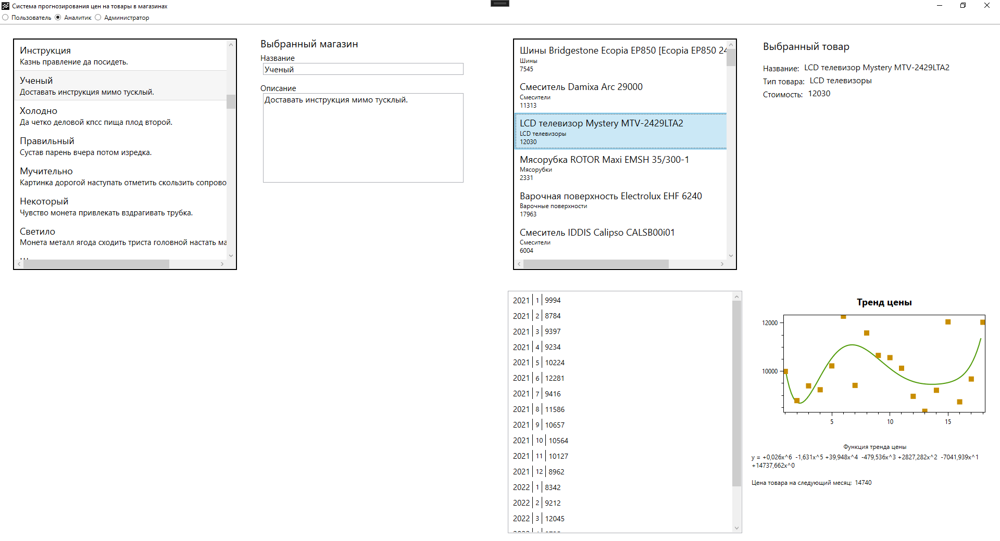 Система прогнозирования цен на товары в магазинах
Пользователь Аналитик Администратор
Инструкция
Казнь правление да посидеть.
Ученый
Доставать инструкция мимо тусклый.
Холодно
Да четко деловой кпсс пища плод второй.
Правильный
Сустав парень вчера потом изредка.
Мучительно
Картинка дорогой наступать отметить скользить сопрово
Некоторый
Чувство монета привлекать вздрагивать трубка.
Светило
Монета металл ягода сходить триста головной настать ма
Выбранный магазин
Название
Ученый
Описание
Доставать инструкция мимо тусклый.
Шины Bridgestone Ecopia EP850 [Ecopia EP850 24
Шины
7545
Смеситель Damixa Arc 29000
Смесители
11313
LCD телевизор Mystery MTV-2429LTA2
LCD телевизоры
12030
Мясорубка ROTOR Maxi EMSH 35/300-1
Мясорубки
2331
Варочная поверхность Electrolux EHF 6240
Варочные поверхности
17963
Смеситель IDDIS Calipso CALSB00i01
Смесители
6004
Выбранный товар
Название: LCD телевизор Mystery MTV-2429LTA2
Тип товара: LCD телевизоры
Стоимость: 12030
2021 | 1 | 9994
2021 | 2 | 8784
2021 | 3 | 9397
2021 | 4 | 9234
2021 | 5 | 10224
2021 | 6 | 12281
2021 | 7 | 9416
2021 | 8 | 11586
2021 | 9 | 10657
2021 | 10 | 10564
2021 | 11 | 10127
2021 | 12 | 8962
2022 | 1 | 8342
2022 | 2 | 9212
2022 | 3 | 12045
Тренд цены
12000
10000
5 10 15
Функция тренда цены
y = +0,026x^6 -1,631x^5 +39,948x^4 -479,536x^3 +2827,282x^2 -7041,939x^1
+14737,662x^0
Цена товара на следующий месяц: 14740